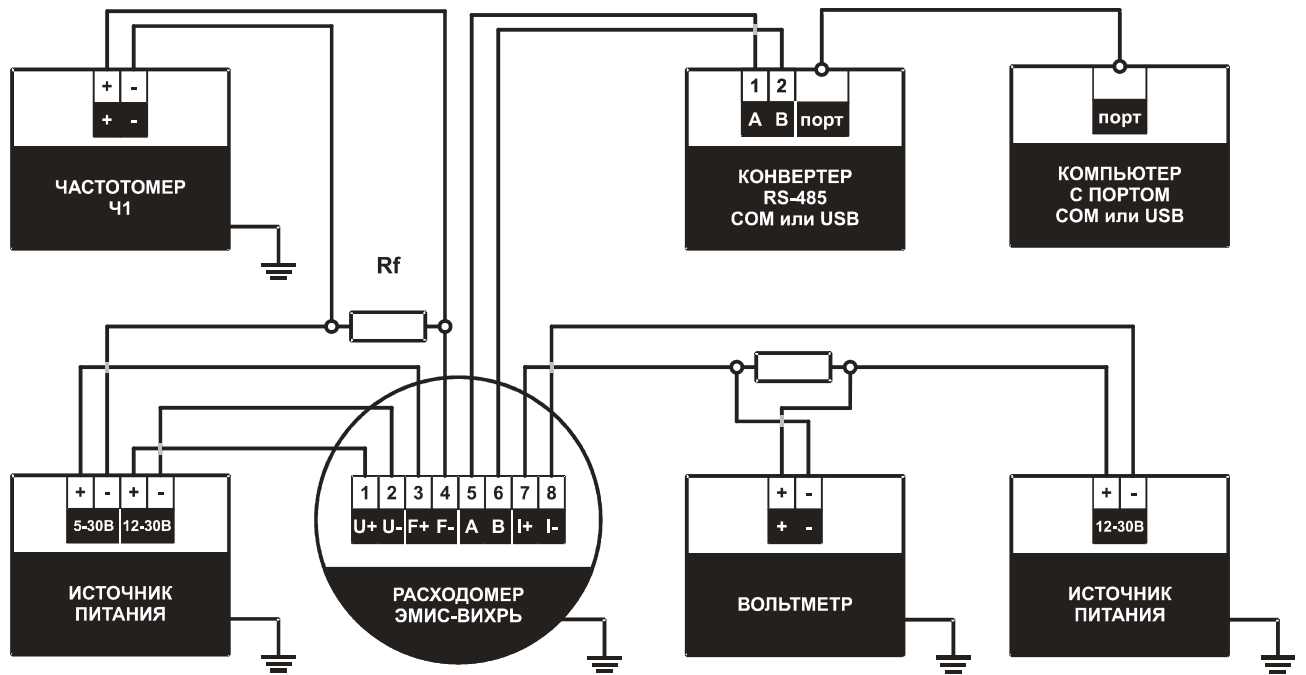 + -
+ -
ЧАСТОТОМЕР
Ч1
1 2
A B порт
КОНВЕРТЕР
RS-485
COM или USB
порт
КОМПЬЮТЕР
С ПОРТОМ
COM или USB
Rf
+ - + -
5-30В 12-30В
ИСТОЧНИК
ПИТАНИЯ
1 2 3 4 5 6 7 8
U+ U- F+ F- A B I+ I-
РАСХОДОМЕР
ЭМИС-ВИХРЬ
+ -
+ -
ВОЛЬТМЕТР
+ -
12-30В
ИСТОЧНИК
ПИТАНИЯ